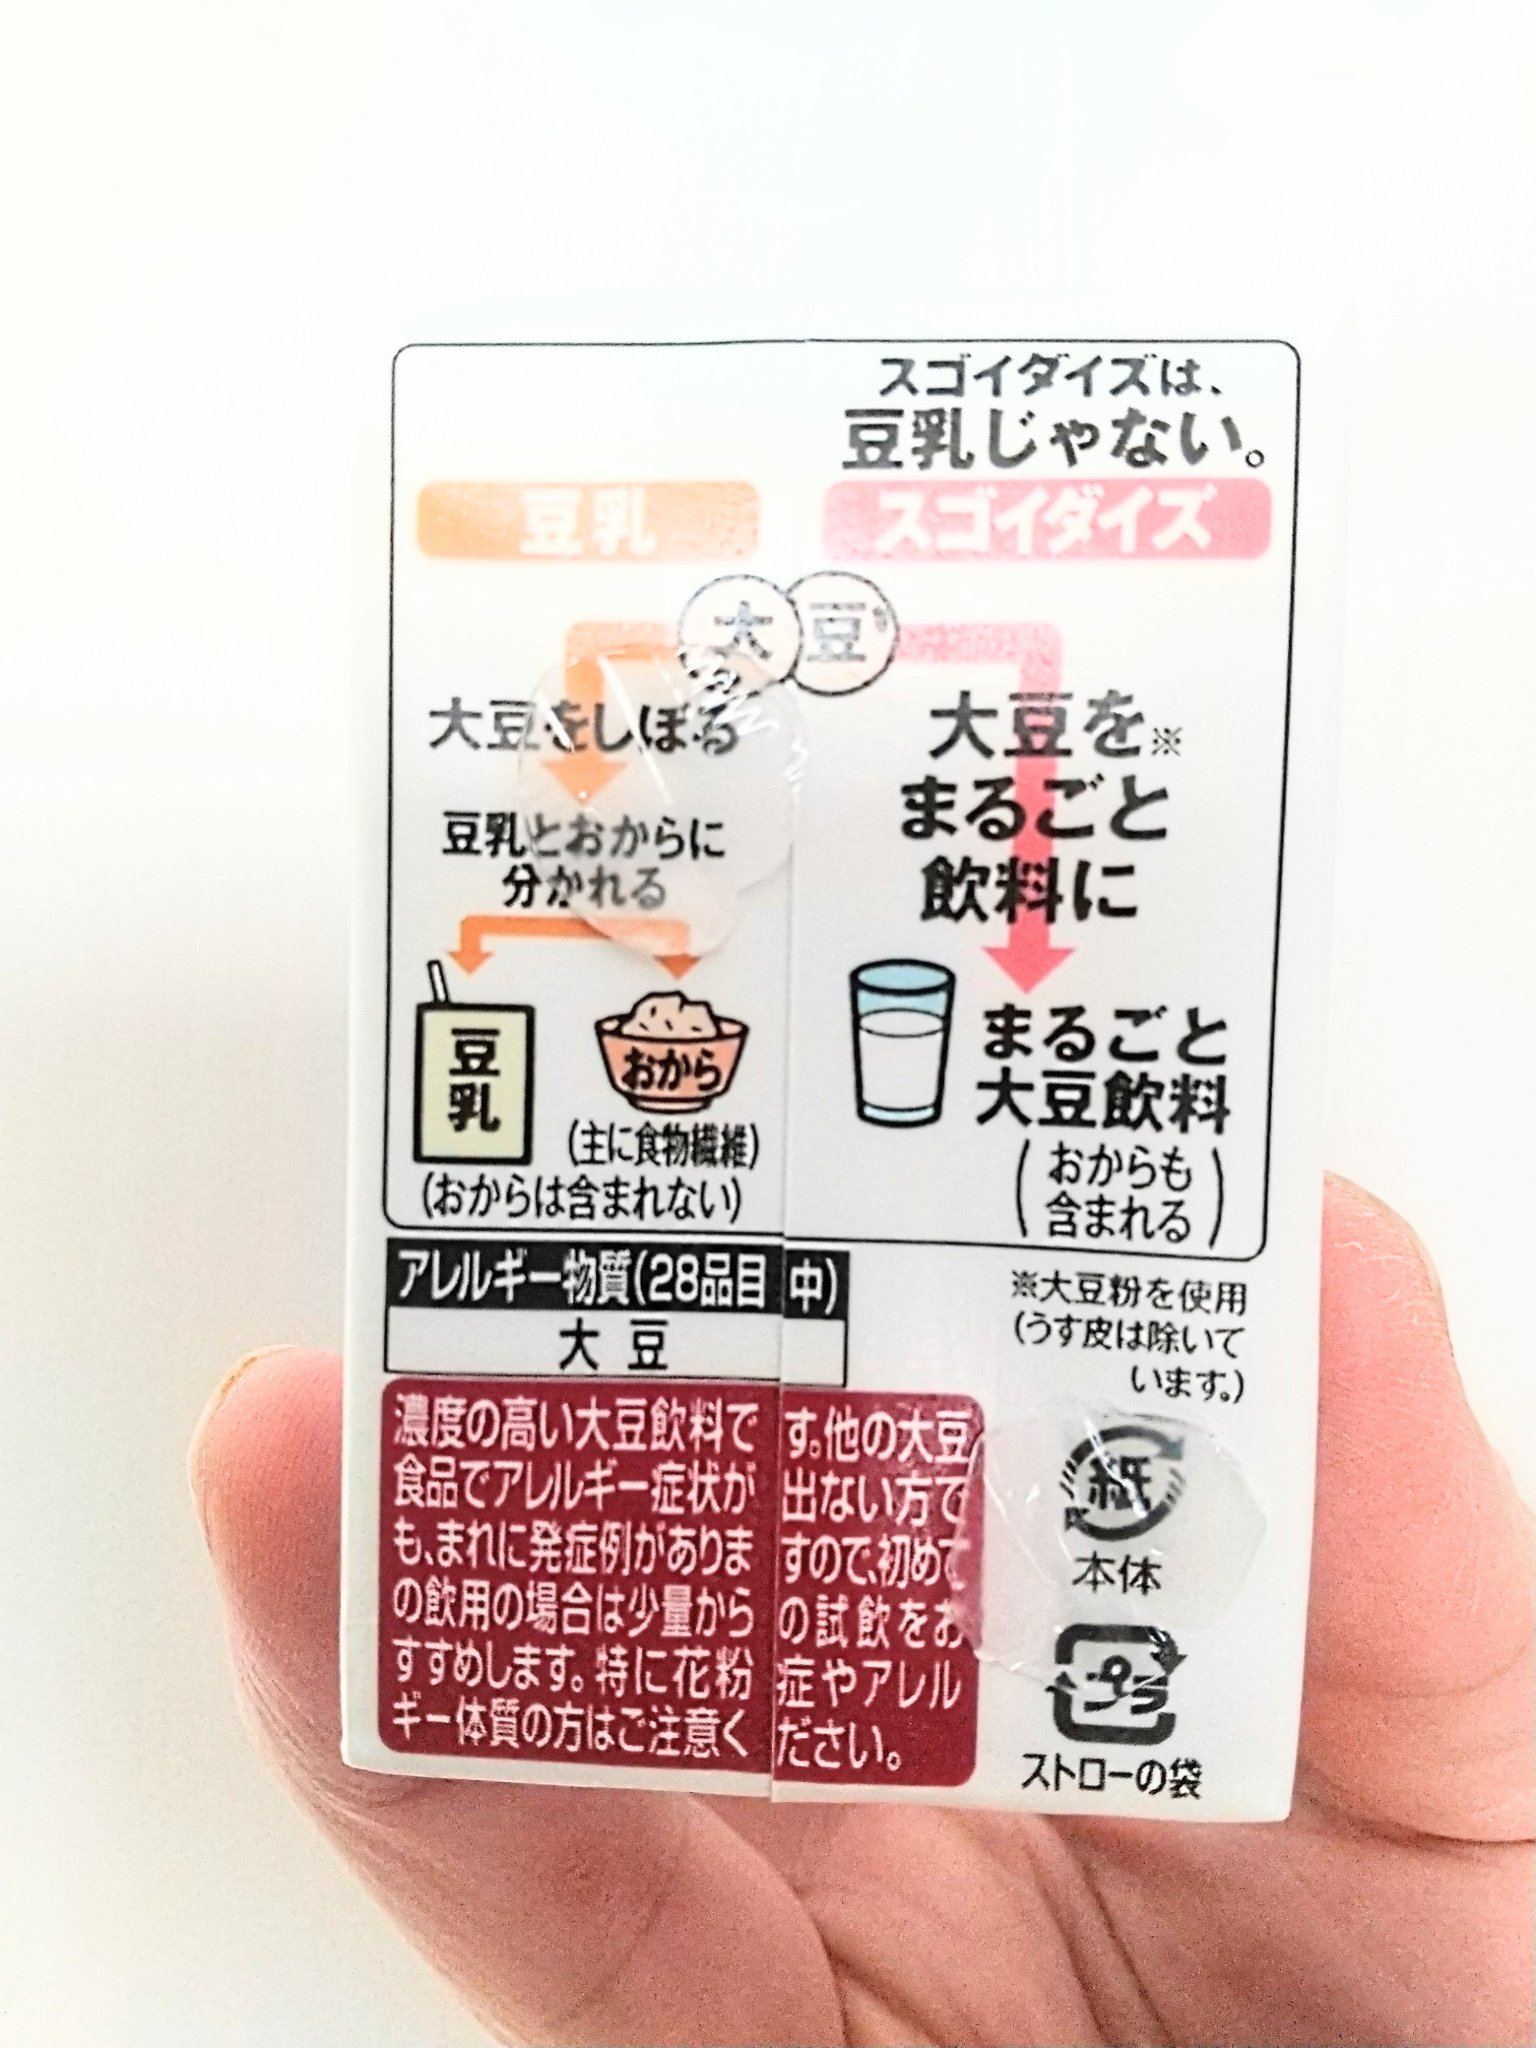 スゴイダイズは、
豆乳じゃない。
豆乳
スゴイダイズ
大豆※
大豆をしぼる
豆乳とおからに
分かれる
豆乳
おから
(主に食物繊維)
(おからは含まれない)
大豆を※
まるごと
飲料に
まるごと
大豆飲料
(おからも
含まれる)
アレルギー物質(28品目中)
大豆
※大豆粉を使用
(うす皮は除いて
います。)
濃度の高い大豆飲料です。他の大豆
食品でアレルギー症状が出ない方で
も、まれに発症例がありますので、初めて
の飲用の場合は少量からの試飲をお
すすめします。特に花粉症やアレル
ギー体質の方はご注意ください。
紙
本体
プラ
ストローの袋